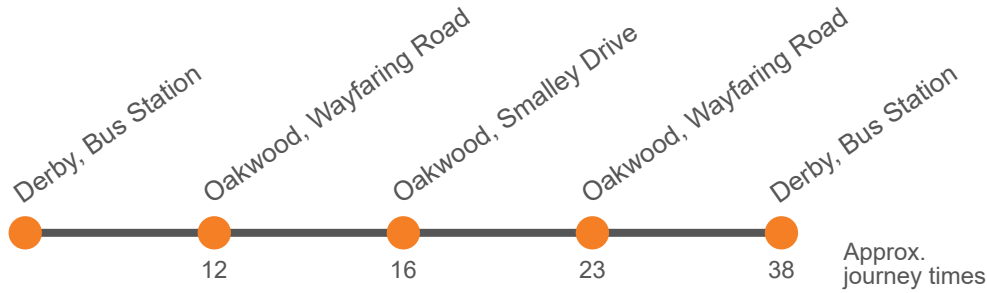 Derby, Bus Station
Oakwood, Wayfaring Road
Oakwood, Smalley Drive
Oakwood, Wayfaring Road
Derby, Bus Station
12
16
23
38
Approx.
journey times